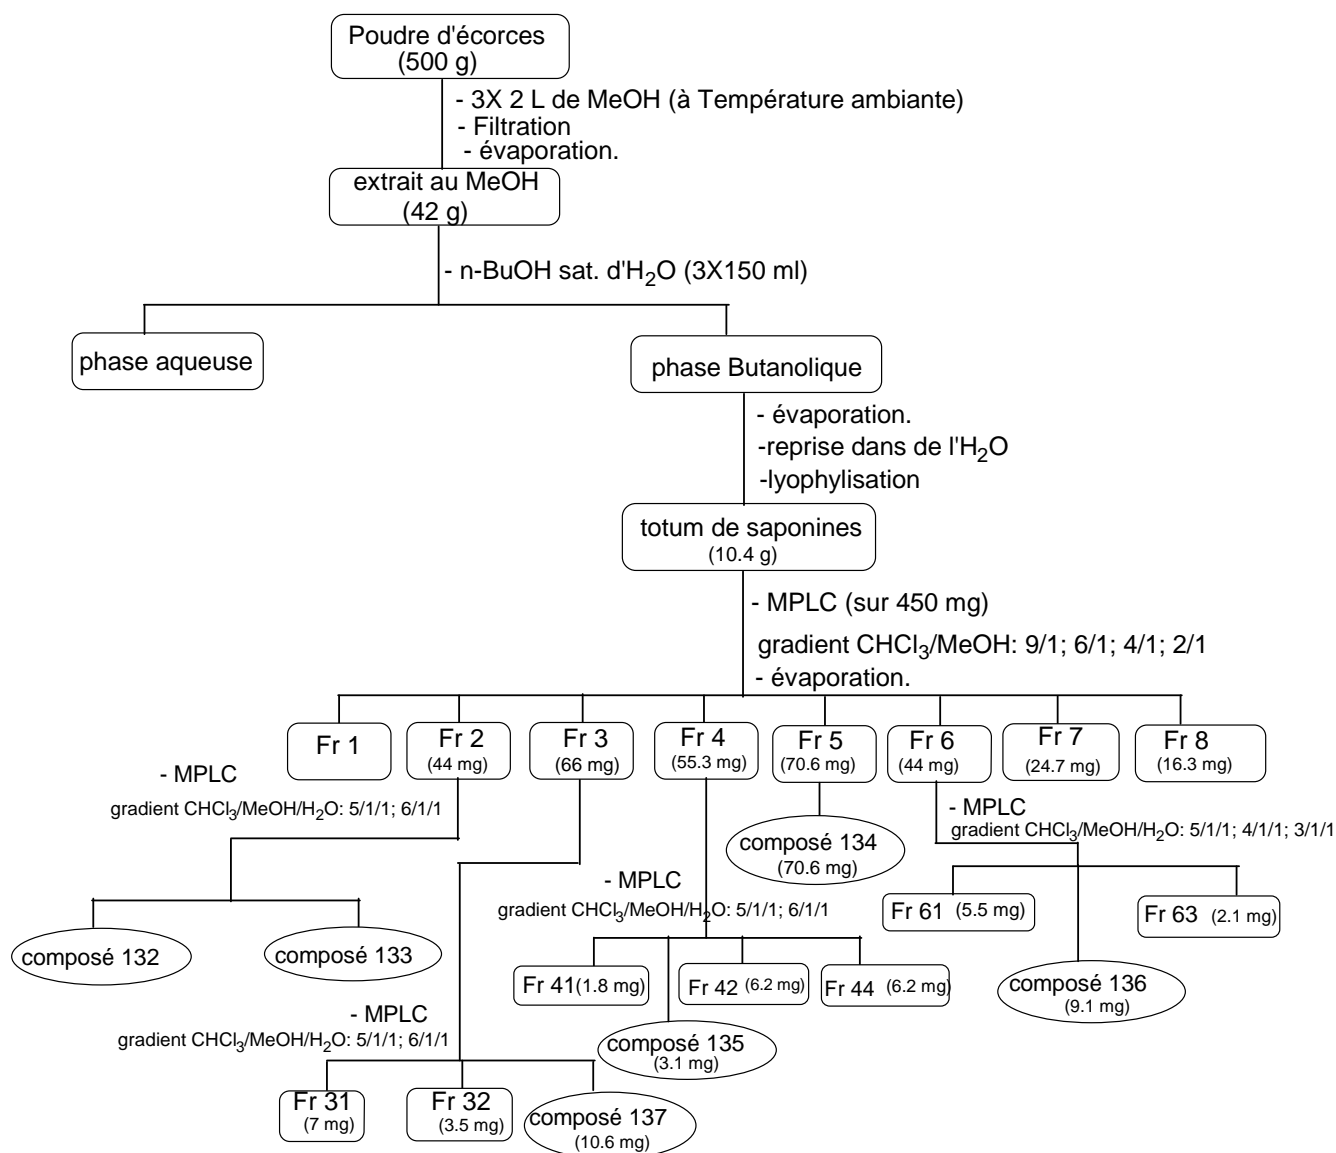 Poudre d'écorces
(500 g)
- 3X 2 L de MeOH (à Température ambiante)
- Filtration
- évaporation.
extrait au MeOH
(42 g)
- n-BuOH sat. d'H₂O (3X150 ml)
phase aqueuse
phase Butanolique
- évaporation.
-reprise dans de l'H₂O
-lyophylisation
totum de saponines
(10.4 g)
- MPLC (sur 450 mg)
gradient CHCl₃/MeOH: 9/1; 6/1; 4/1; 2/1
- évaporation.
Fr 1
Fr 2
(44 mg)
Fr 3
(66 mg)
Fr 4
(55.3 mg)
Fr 5
(70.6 mg)
Fr 6
(44 mg)
Fr 7
(24.7 mg)
Fr 8
(16.3 mg)
- MPLC
gradient CHCl₃/MeOH/H₂O: 5/1/1; 6/1/1
- MPLC
gradient CHCl₃/MeOH/H₂O: 5/1/1; 4/1/1; 3/1/1
composé 134
(70.6 mg)
- MPLC
gradient CHCl₃/MeOH/H₂O: 5/1/1; 6/1/1
Fr 61 (5.5 mg)
Fr 63 (2.1 mg)
composé 132
composé 133
Fr 41(1.8 mg)
Fr 42 (6.2 mg)
Fr 44 (6.2 mg)
composé 136
(9.1 mg)
- MPLC
gradient CHCl₃/MeOH/H₂O: 5/1/1; 6/1/1
composé 135
(3.1 mg)
Fr 31
(7 mg)
Fr 32
(3.5 mg)
composé 137
(10.6 mg)